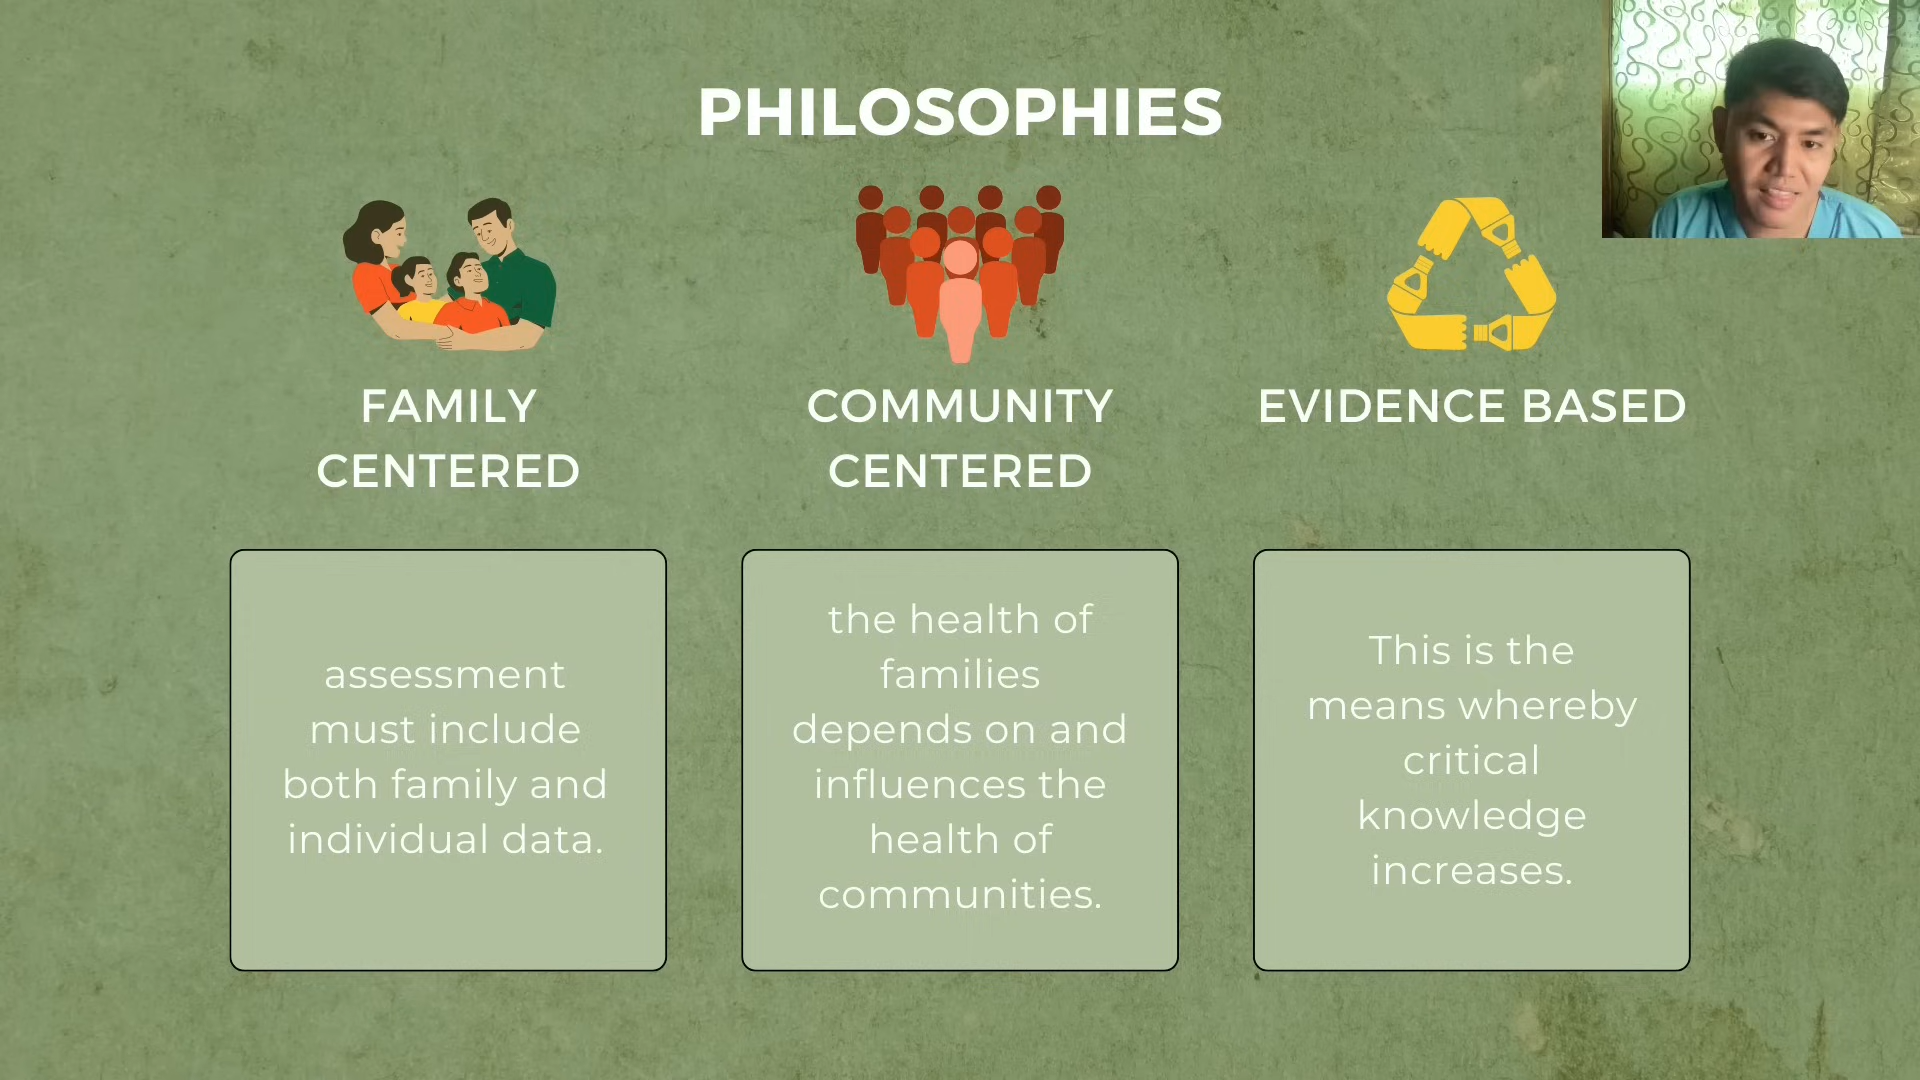 PHILOSOPHIES
FAMILY
CENTERED
assessment
must include
both family and
individual data.
COMMUNITY
CENTERED
the health of
families
depends on and
influences the
health of
communities.
EVIDENCE BASED
This is the
means whereby
critical
knowledge
increases.